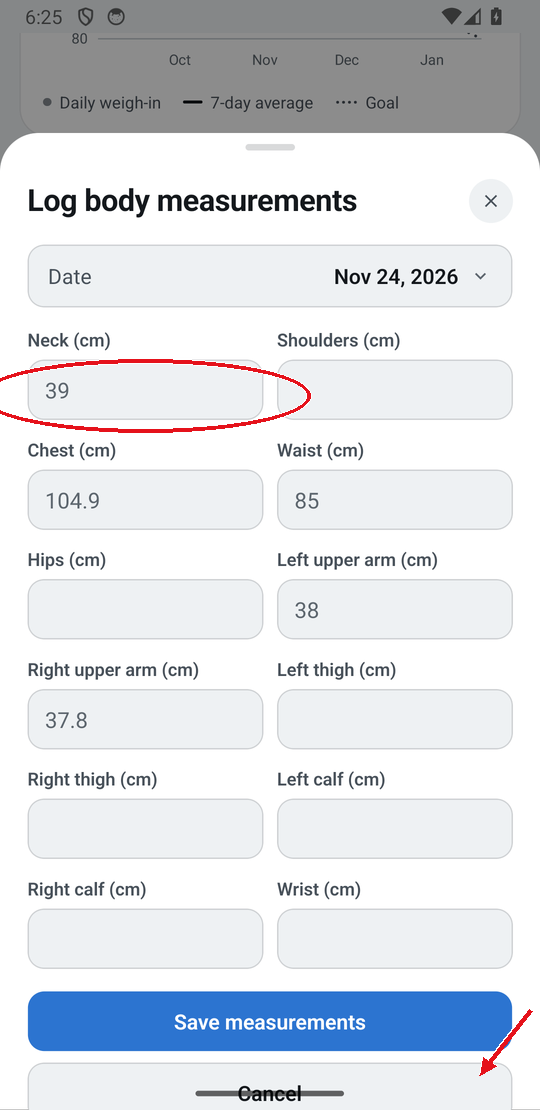 6:25
80
Oct Nov Dec Jan
Daily weigh-in 7-day average Goal
Log body measurements
Date Nov 24, 2026
Neck (cm) Shoulders (cm)
39
Chest (cm) Waist (cm)
104.9 85
Hips (cm) Left upper arm (cm)
38
Right upper arm (cm) Left thigh (cm)
37.8
Right thigh (cm) Left calf (cm)
Right calf (cm) Wrist (cm)
Save measurements
Cancel